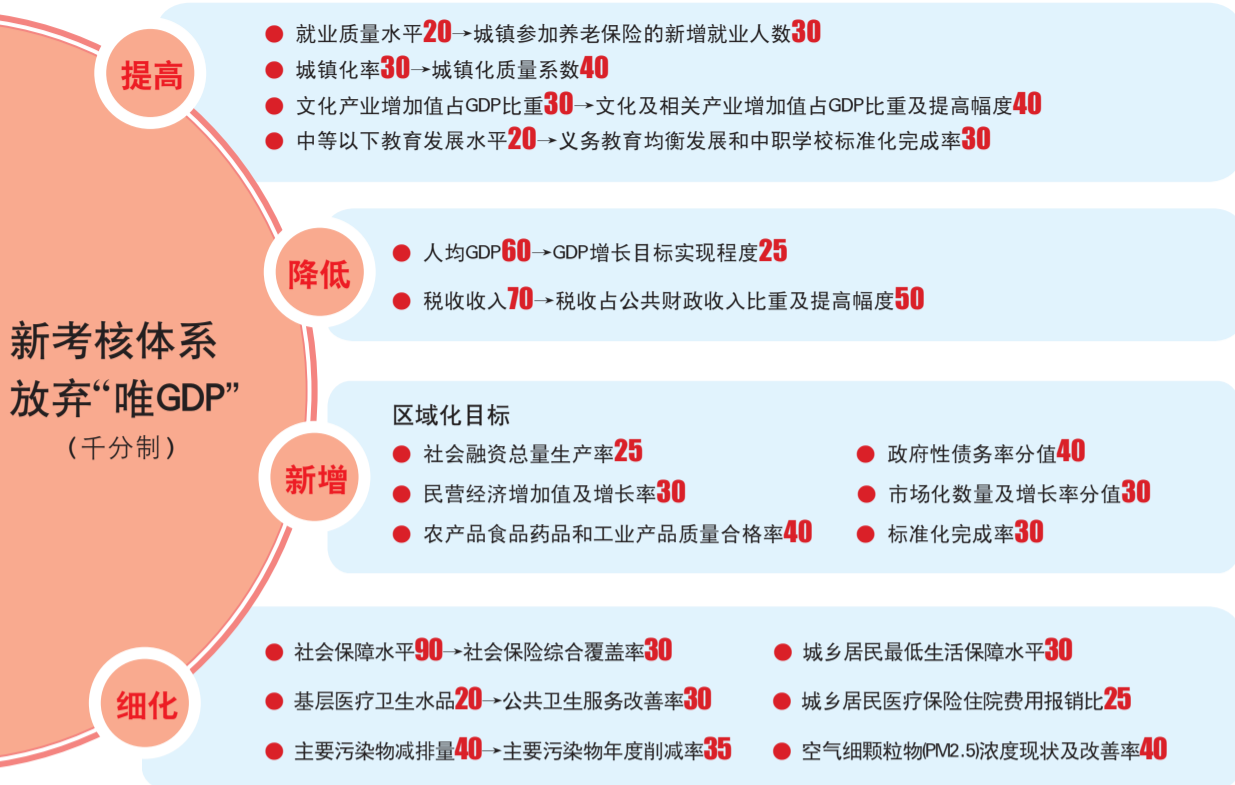 新考核体系
放弃“唯GDP”
(千分制)
提高
就业质量水平20→城镇参加养老保险的新增就业人数30
城镇化率30→城镇化质量系数40
文化产业增加值占GDP比重30→文化及相关产业增加值占GDP比重及提高幅度40
中等以下教育发展水平20→义务教育均衡发展和中职学校标准化完成率30
降低
人均GDP60→GDP增长目标实现程度25
税收收入70→税收占公共财政收入比重及提高幅度50
新增
区域化目标
社会融资总量生产率25
民营经济增加值及增长率30
农产品食品药品和工业产品质量合格率40
政府性债务率分值40
市场化数量及增长率分值30
标准化完成率30
细化
社会保障水平90→社会保险综合覆盖率30
基层医疗卫生水品20→公共卫生服务改善率30
主要污染物减排量40→主要污染物年度削减率35
城乡居民最低生活保障水平30
城乡居民医疗保险住院费用报销比25
空气细颗粒物(PM2.5)浓度现状及改善率40